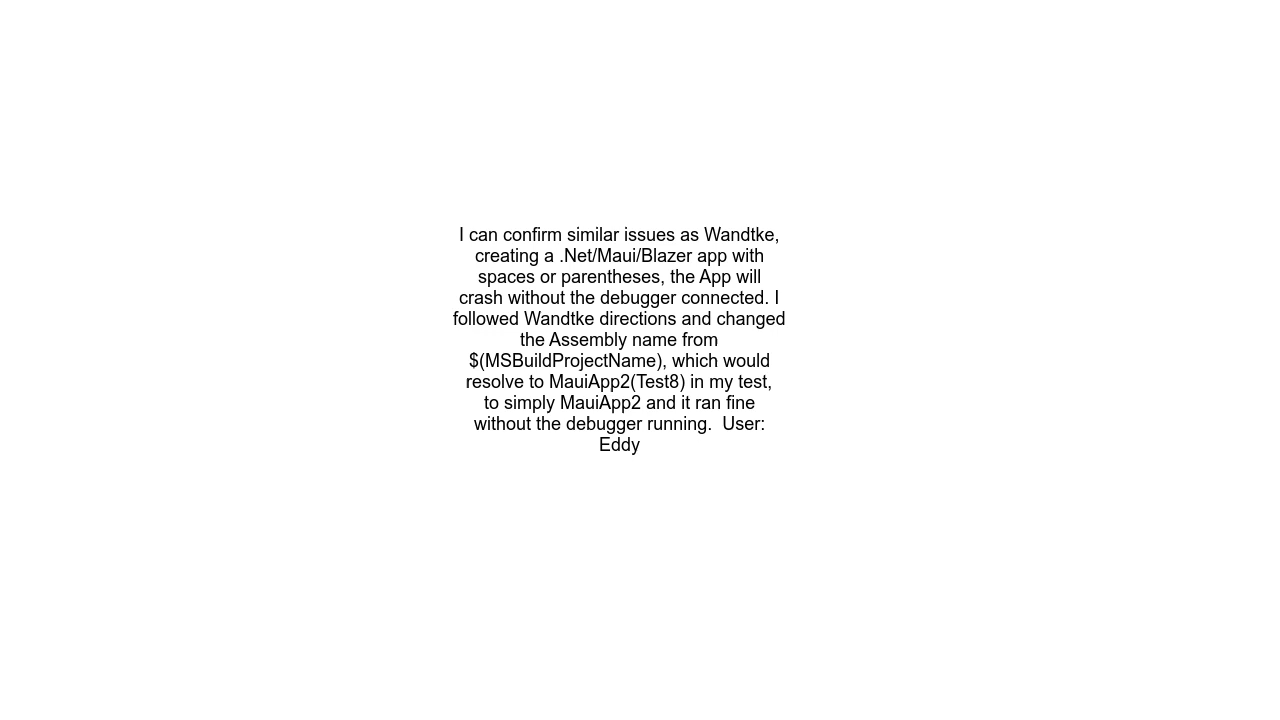 I can confirm similar issues as Wandtke,
creating a .Net/Maui/Blazer app with
spaces or parentheses, the App will
crash without the debugger connected. I
followed Wandtke directions and changed
the Assembly name from
$(MSBuildProjectName), which would
resolve to MauiApp2(Test8) in my test,
to simply MauiApp2 and it ran fine
without the debugger running.  User:
Eddy